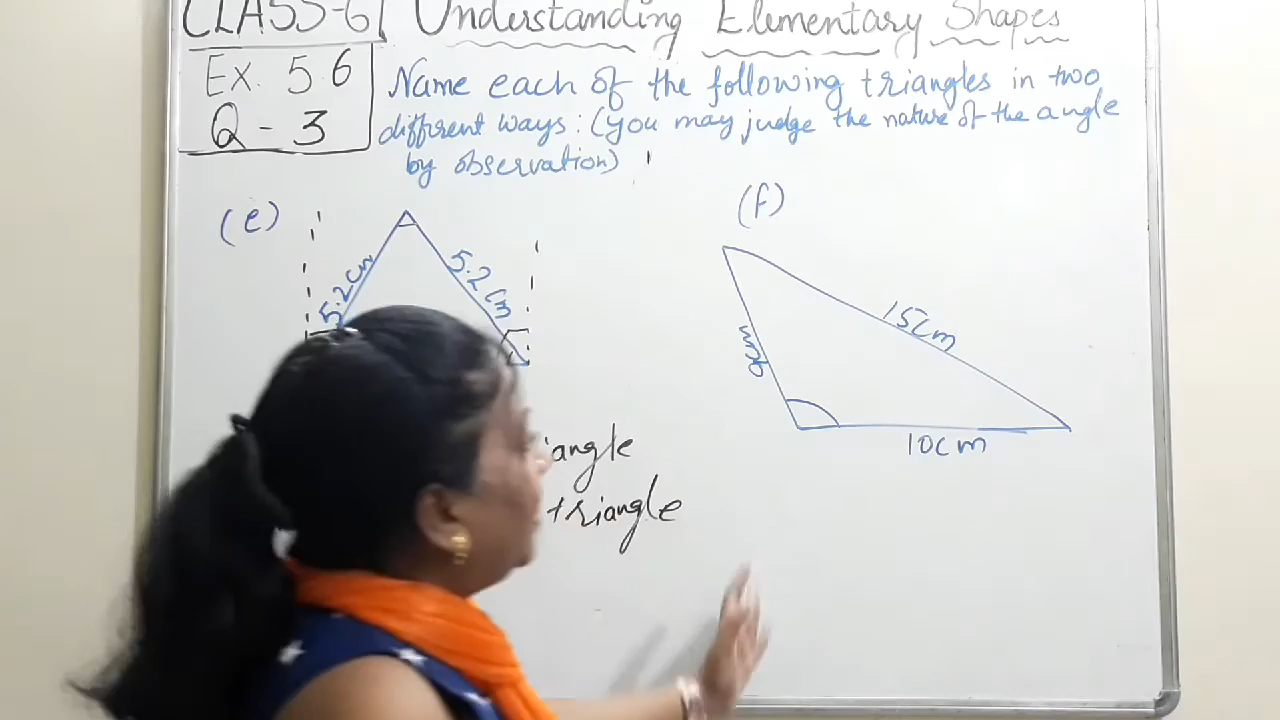 CLASS-6 Understanding Elementary Shapes
Ex. 5.6
Q - 3
Name each of the following triangles in two
different ways: (you may judge the nature of the angle
by observation)
(e)
5.2cm
5.2cm
angle
triangle
(f)
15cm
10cm